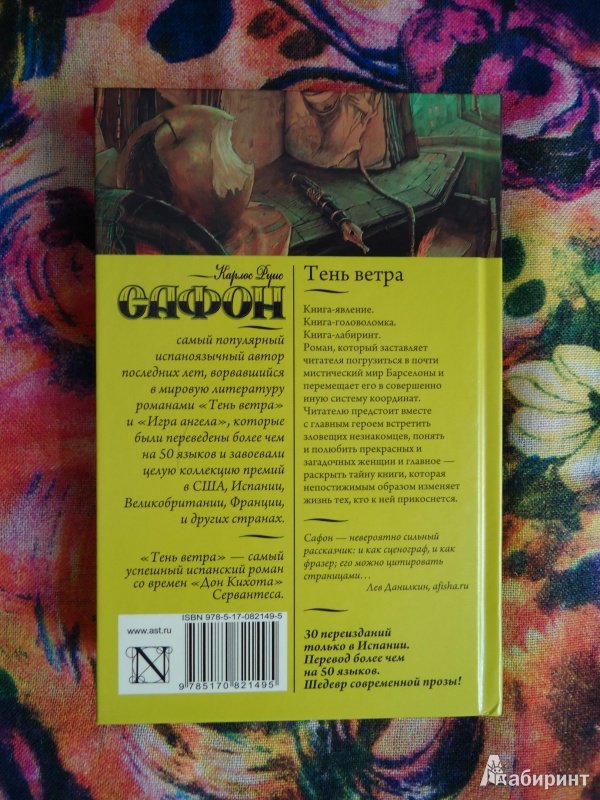 Карлос Руис
САФОН
самый популярный
испаноязычный автор
последних лет, ворвавшийся
в мировую литературу
романами «Тень ветра»
и «Игра ангела», которые
были переведены более чем
на 50 языков и завоевали
целую коллекцию премий
в США, Испании,
Великобритании, Франции,
и других странах.
«Тень ветра» — самый
успешный испанский роман
со времен «Дон Кихота»
Сервантеса.
Тень ветра
Книга-явление.
Книга-головоломка.
Книга-лабиринт.
Роман, который заставляет
читателя погрузиться в почти
мистический мир Барселоны и
перемещает его в совершенно
иную систему координат.
Читателю предстоит вместе
с главным героем встретить
зловещих незнакомцев, понять
и полюбить прекрасных и
загадочных женщин и главное —
раскрыть тайну книги, которая
непостижимым образом изменяет
жизнь тех, кто к ней прикоснется.
Сафон — невероятно сильный
рассказчик: и как сценограф, и как
фразер; его можно цитировать
страницами…
Лев Данилкин, afisha.ru
30 переизданий
только в Испании.
Перевод более чем
на 50 языков.
Шедевр современной прозы!
www.ast.ru
N
ISBN 978-5-17-082149-5
9 785170 821495
Лабиринт